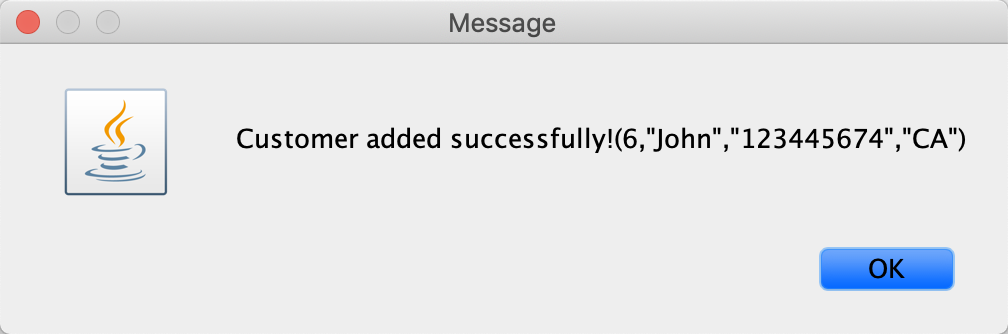 Message
Customer added successfully!(6,"John","123445674","CA")
OK